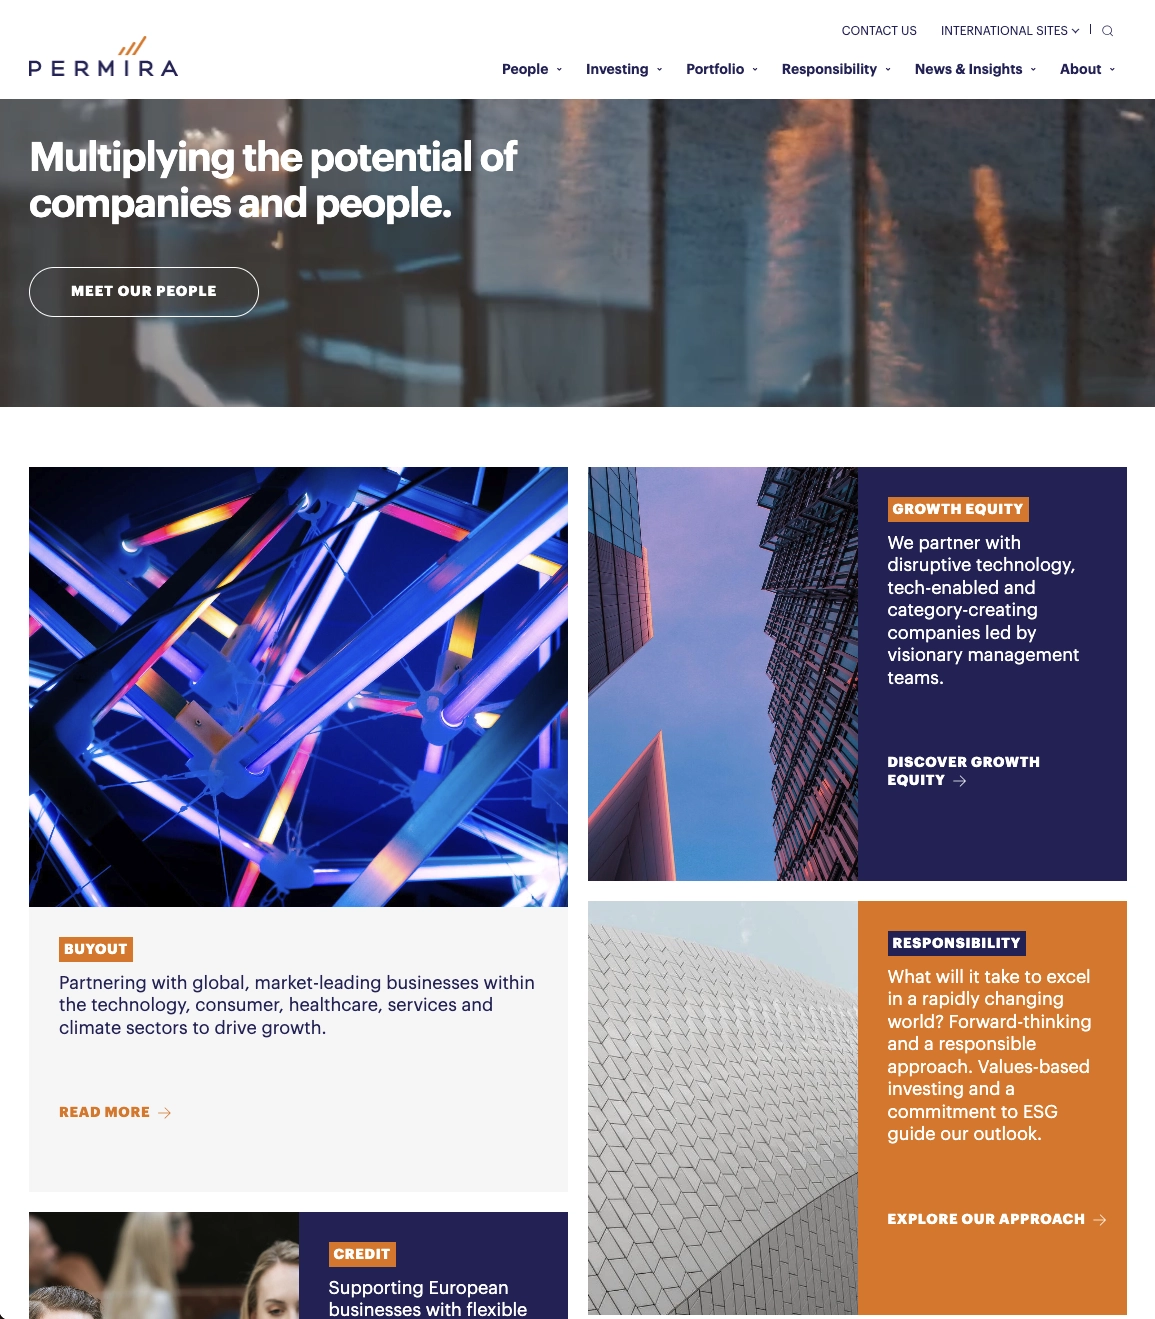 CONTACT US
INTERNATIONAL SITES
PERMIRA
People
Investing
Portfolio
Responsibility
News & Insights
About
Multiplying the potential of
companies and people.
MEET OUR PEOPLE
BUYOUT
Partnering with global, market-leading businesses within
the technology, consumer, healthcare, services and
climate sectors to drive growth.
READ MORE
GROWTH EQUITY
We partner with
disruptive technology,
tech-enabled and
category-creating
companies led by
visionary management
teams.
DISCOVER GROWTH
EQUITY
RESPONSIBILITY
What will it take to excel
in a rapidly changing
world? Forward-thinking
and a responsible
approach. Values-based
investing and a
commitment to ESG
guide our outlook.
EXPLORE OUR APPROACH
CREDIT
Supporting European
businesses with flexible